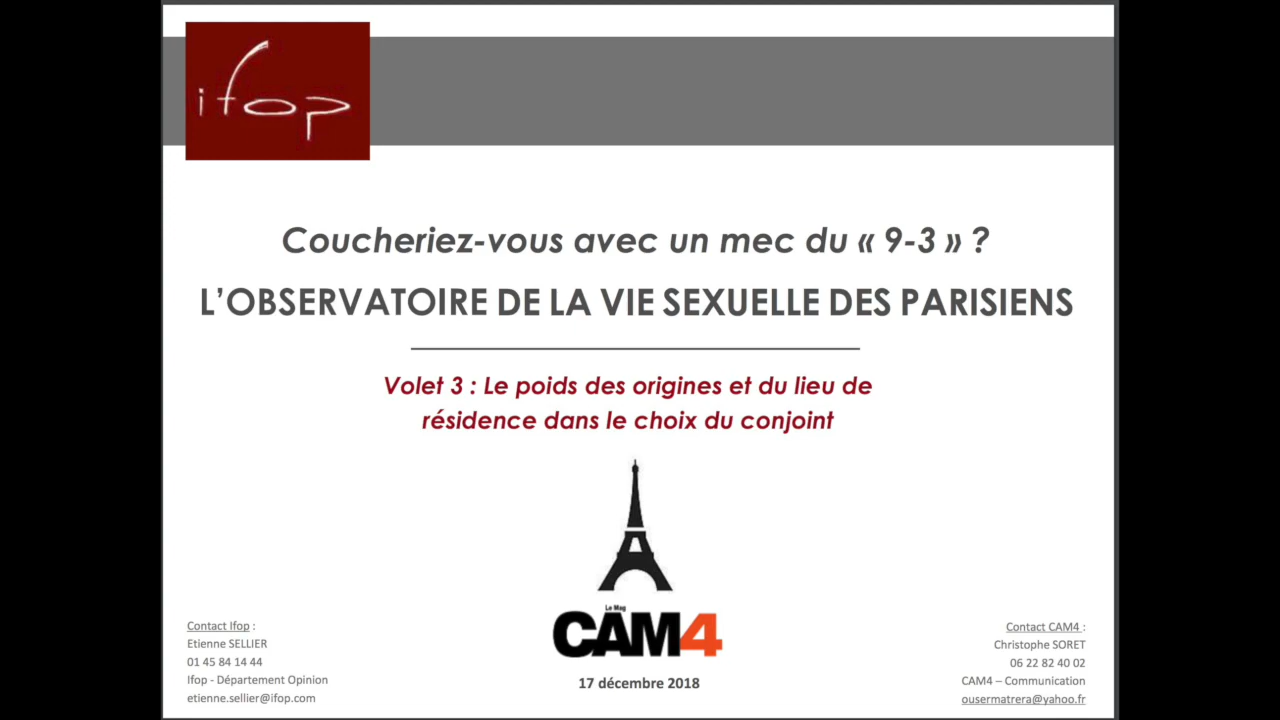 ifop
Coucheriez-vous avec un mec du « 9-3 » ?
L'OBSERVATOIRE DE LA VIE SEXUELLE DES PARISIENS
Volet 3 : Le poids des origines et du lieu de
résidence dans le choix du conjoint
Le Mag
CAM4
17 décembre 2018
Contact Ifop :
Etienne SELLIER
01 45 84 14 44
Ifop - Département Opinion
etienne.sellier@ifop.com
Contact CAM4 :
Christophe SORET
06 22 82 40 02
CAM4 – Communication
ousermatrera@yahoo.fr